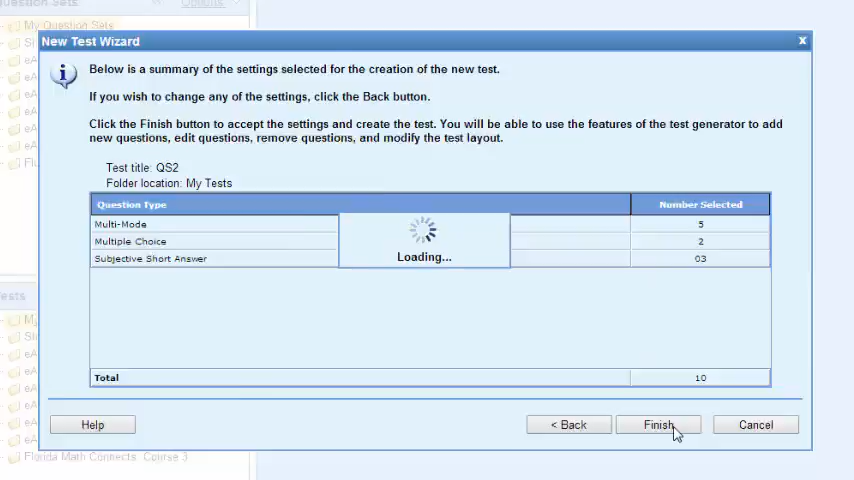 Question Sets
Options
My Question Sets
New Test Wizard
X
Below is a summary of the settings selected for the creation of the new test.
If you wish to change any of the settings, click the Back button.
Click the Finish button to accept the settings and create the test. You will be able to use the features of the test generator to add
new questions, edit questions, remove questions, and modify the test layout.
Test title: QS2
Folder location: My Tests
Question Type
Number Selected
Multi-Mode
5
Multiple Choice
2
Subjective Short Answer
03
Loading...
Total
10
Help
< Back
Finish
Cancel
Florida Math Connects: Course 3